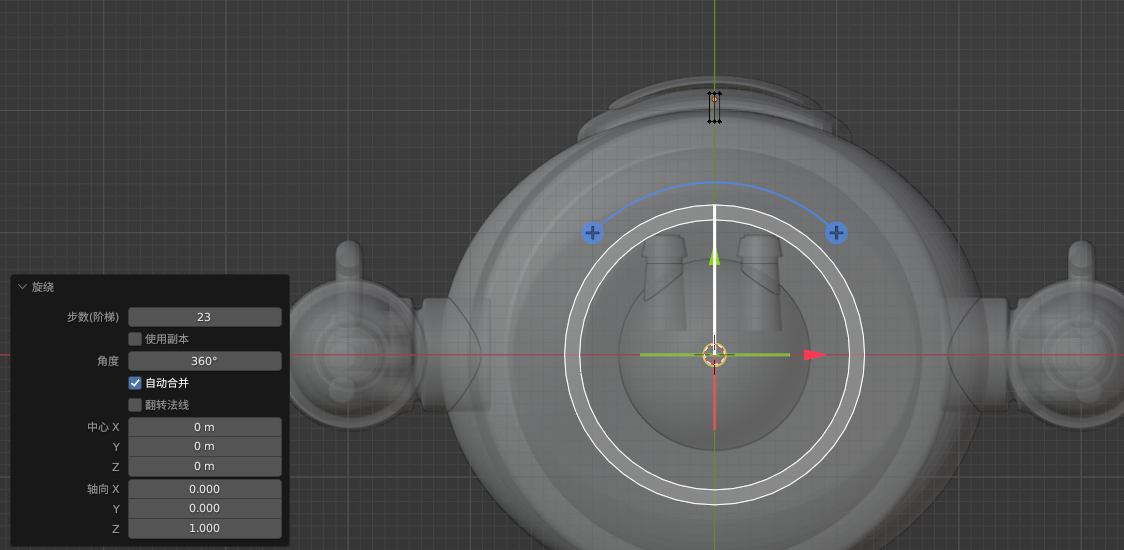 旋绕
步数(阶梯) 23
使用副本
角度 360°
自动合并
翻转法线
中心 X 0 m
Y 0 m
Z 0 m
轴向 X 0.000
Y 0.000
Z 1.000